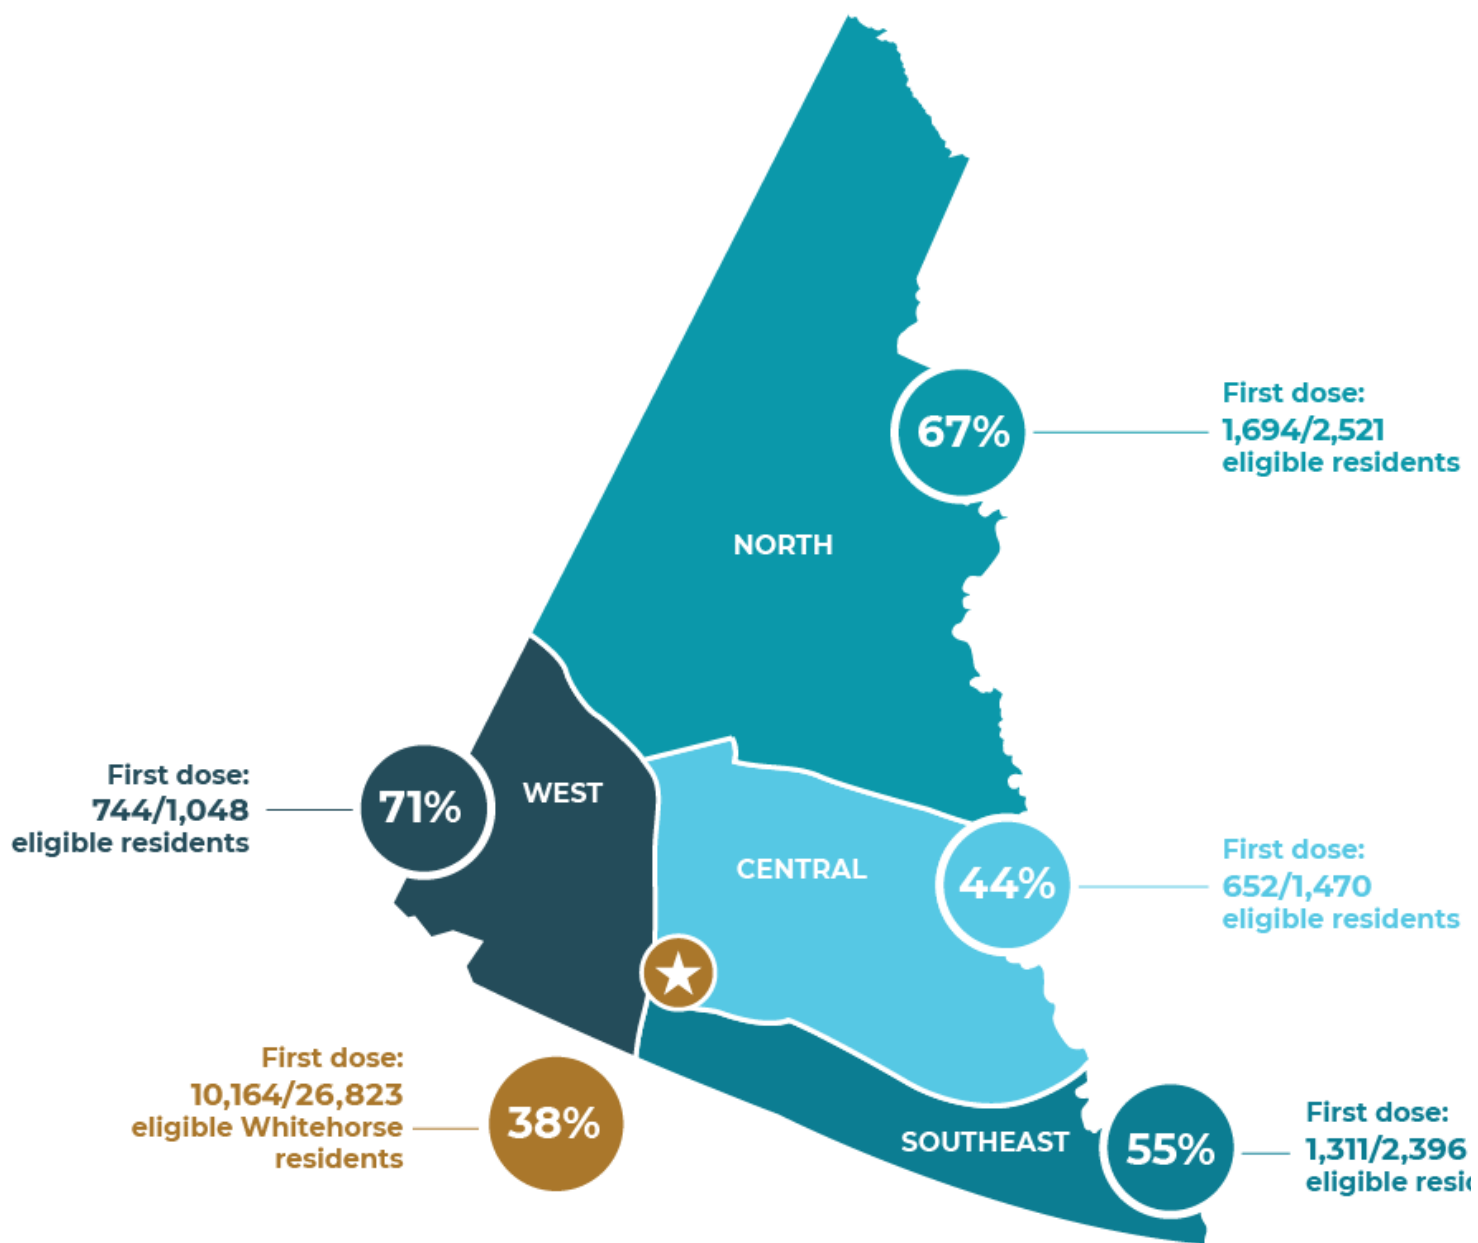 First dose:
67%
1,694/2,521
eligible residents
NORTH
First dose:
744/1,048
eligible residents
71%
WEST
CENTRAL
44%
First dose:
652/1,470
eligible residents
First dose:
10,164/26,823
eligible Whitehorse
residents
38%
SOUTHEAST
55%
First dose:
1,311/2,396
eligible